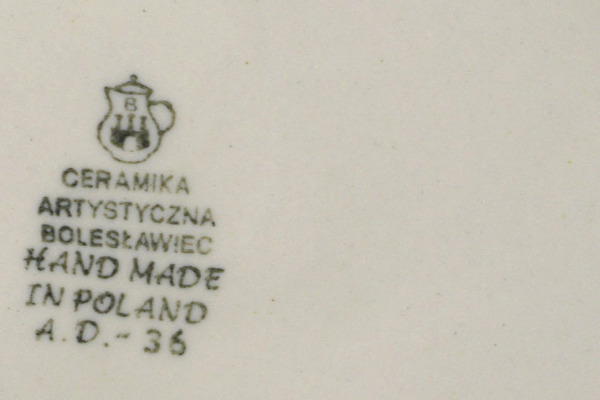 B
CERAMIKA
ARTYSTYCZNA
BOLESŁAWIEC
HAND MADE
IN POLAND
A.D.-36